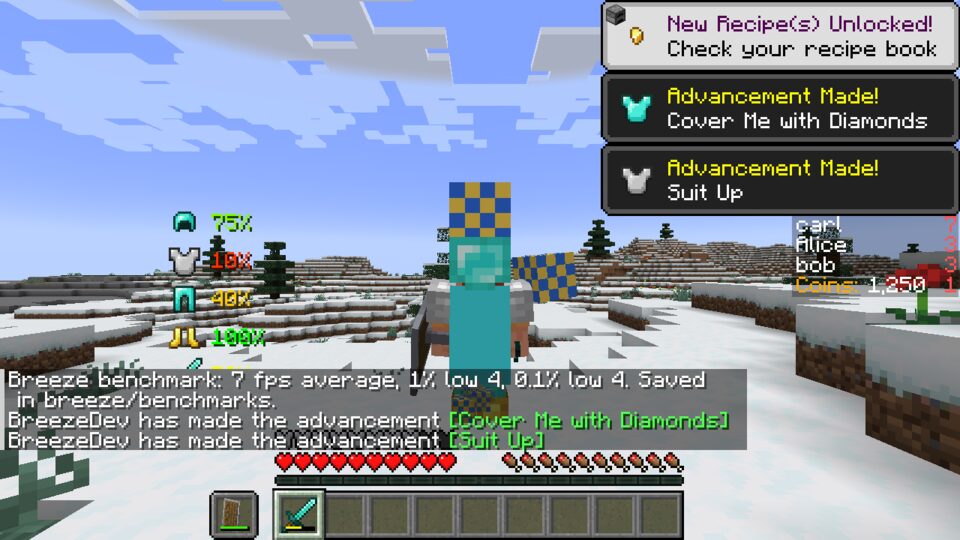 New Recipe(s) Unlocked!
Check your recipe book
Advancement Made!
Cover Me with Diamonds
Advancement Made!
Suit Up
carl 7
Alice 3
bob 3
Coins: 1,250 1
75%
10%
40%
100%
Breeze benchmark: 7 fps average, 1% low 4, 0.1% low 4. Saved
in breeze/benchmarks.
BreezeDev has made the advancement [Cover Me with Diamonds]
BreezeDev has made the advancement [Suit Up]